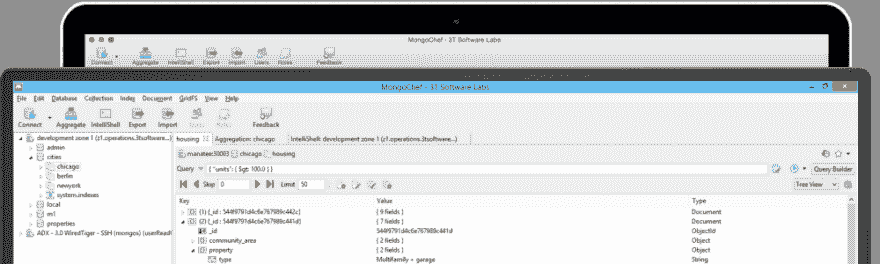 MongoChef - 3T Software Labs
Connect Aggregate IntelliShell Export Import Users Roles Feedback
MongoChef - 3T Software Labs
File Edit Database Collection Index Document GridFS View Help
Connect Aggregate IntelliShell Export Import Users Roles Feedback
development zone 1 (z1.operations.3tsoftware... housing Aggregation: chicago IntelliShell: development zone 1 (z1.operations.3tsoftware,...)
admin
cities manatee:30003 chicago housing
chicago Query { "units": { $gt: 100.0 } } Query Builder
berlin
newyork Skip 0 Limit 50 Tree View
system.indexes Key Value Type
local (1) {_id : 544f9791d4c6e767989c442c} { 9 fields } Document
m1 (2) {_id : 544f9791d4c6e767989c441d} { 7 fields } Document
properties _id 544f9791d4c6e767989c441d ObjectId
ADX - 3.0 WiredTiger - SSH (mongos) community_area { 2 fields } Object
property { 2 fields } Object
type Multifamily + garage String